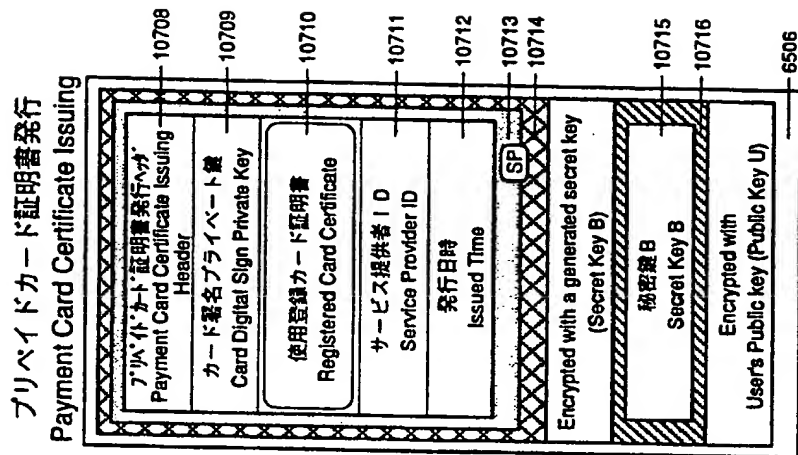 プリペイドカード証明書発行
Payment Card Certificate Issuing
プリペイドカード証明書発行ヘッダ
Payment Card Certificate Issuing
Header
10708
カード署名プライベート鍵
Card Digital Sign Private Key
10709
使用登録カード証明書
Registered Card Certificate
10710
サービス提供者ID
Service Provider ID
10711
発行日時
Issued Time
10712
SP
10713
10714
Encrypted with a generated secret key
(Secret Key B)
秘密鍵B
Secret Key B
10715
10716
Encrypted with
User's Public key (Public Key U)
6506